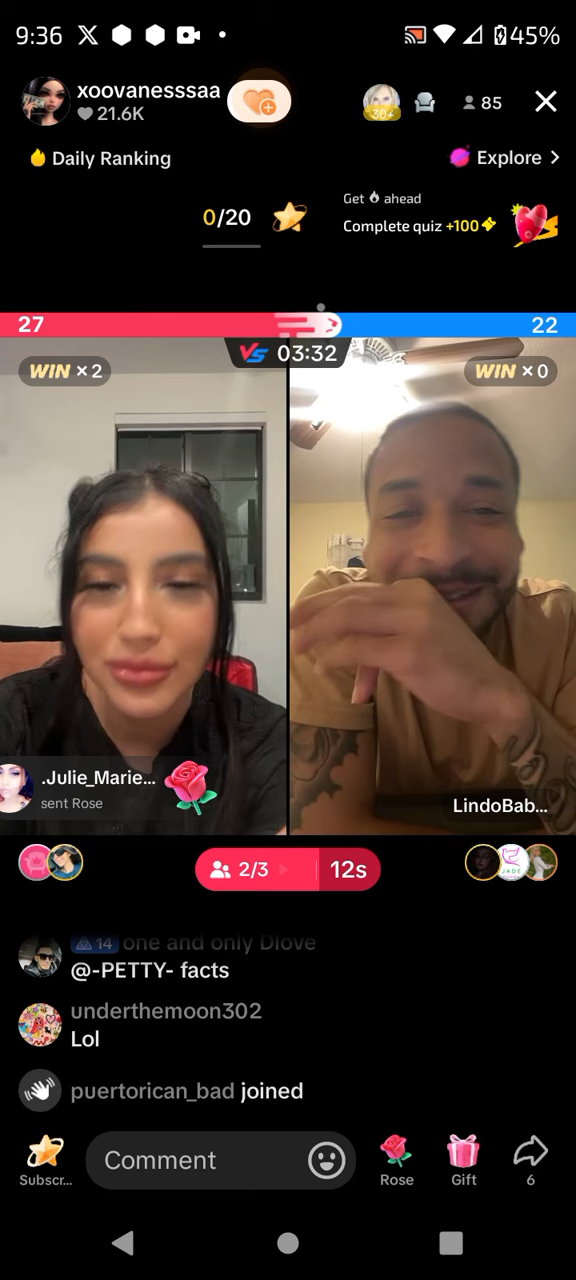 9:36 45%
xoovanesssaa
21.6K
30+
85
Daily Ranking
Explore
0/20
Get ahead
Complete quiz +100
27
22
VS 03:32
WIN × 2
WIN × 0
.Julie_Marie...
sent Rose
LindoBab...
2/3
12s
JADE
14 one and only Dlove
@-PETTY- facts
underthemoon302
Lol
puertorican_bad joined
Comment
Subscr...
Rose
Gift
6